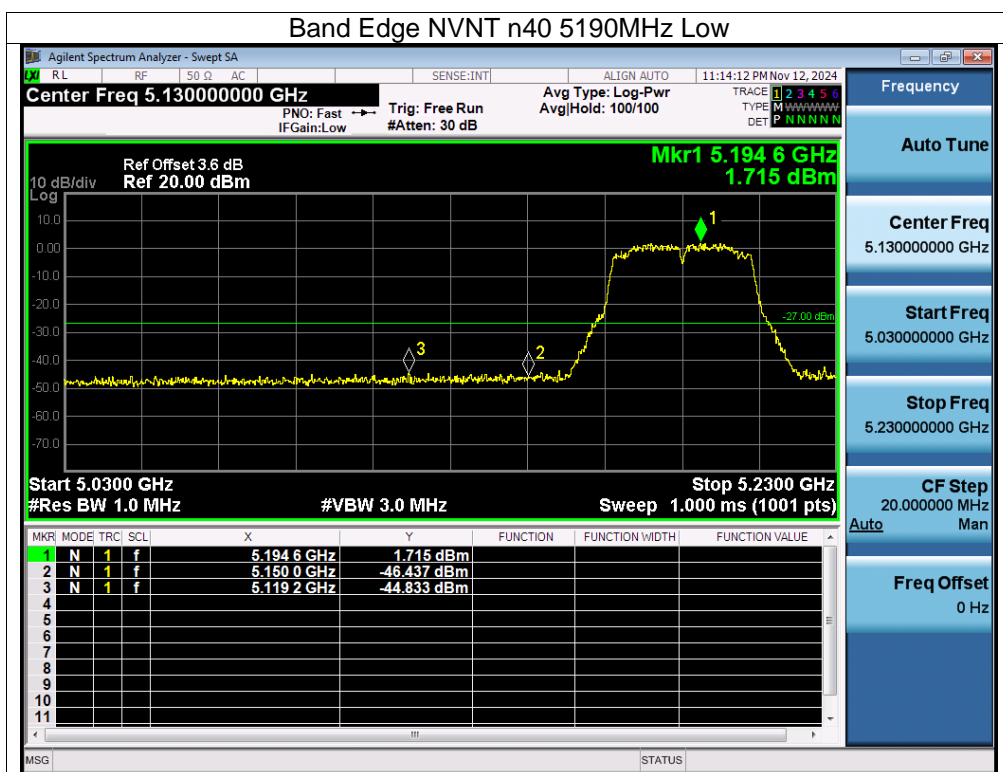 Band Edge NVNT n40 5190MHz Low
Agilent Spectrum Analyzer - Swept SA
LXI RL RF 50 Ω AC SENSE:INT ALIGN AUTO 11:14:12 PM Nov 12, 2024
Center Freq 5.130000000 GHz
PNO: Fast
IFGain:Low
Trig: Free Run
#Atten: 30 dB
Avg Type: Log-Pwr
Avg|Hold: 100/100
TRACE 1 2 3 4 5 6
TYPE M WWWWW
DET P N N N N N
Frequency
Auto Tune
Center Freq
5.130000000 GHz
Start Freq
5.030000000 GHz
Stop Freq
5.230000000 GHz
CF Step
20.000000 MHz
Auto Man
Freq Offset
0 Hz
Mkr1 5.194 6 GHz
1.715 dBm
Ref Offset 3.6 dB
10 dB/div Ref 20.00 dBm
Log
10.0
0.00
-10.0
-20.0
-30.0
-40.0
-50.0
-60.0
-70.0
1
-27.00 dBm
3
2
Start 5.0300 GHz Stop 5.2300 GHz
#Res BW 1.0 MHz #VBW 3.0 MHz Sweep 1.000 ms (1001 pts)
MKR MODE TRC SCL X Y FUNCTION FUNCTION WIDTH FUNCTION VALUE
1 N 1 f 5.194 6 GHz 1.715 dBm
2 N 1 f 5.150 0 GHz -46.437 dBm
3 N 1 f 5.119 2 GHz -44.833 dBm
4
5
6
7
8
9
10
11
MSG STATUS